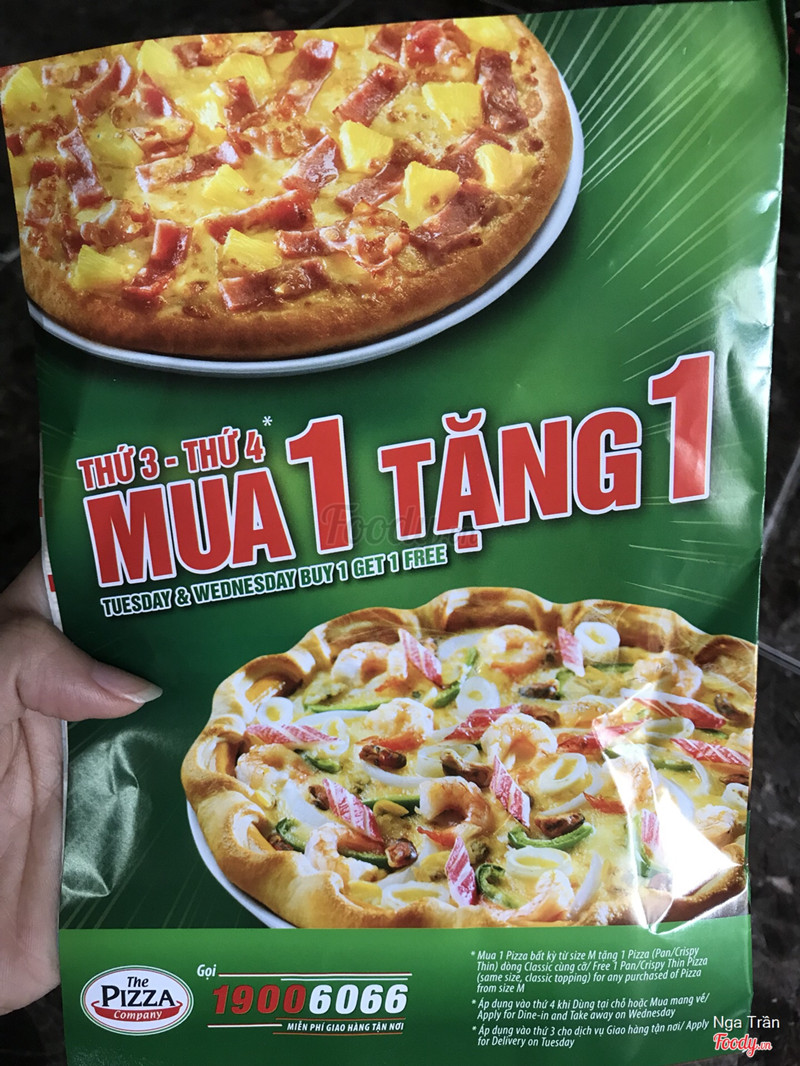 THỨ 3 - THỨ 4*
MUA 1 TẶNG 1
TUESDAY & WEDNESDAY BUY 1 GET 1 FREE
The
PIZZA
Company
Gọi
1900 6066
MIỄN PHÍ GIAO HÀNG TẬN NƠI
* Mua 1 Pizza bất kỳ từ size M tặng 1 Pizza (Pan/Crispy
Thin) dòng Classic cùng cỡ/ Free 1 Pan/Crispy Thin Pizza
(same size, classic topping) for any purchased of Pizza
from size M
* Áp dụng vào thứ 4 khi Dùng tại chỗ hoặc Mua mang về/
Apply for Dine-in and Take away on Wednesday
* Áp dụng vào thứ 3 cho dịch vụ Giao hàng tận nơi/ Apply
for Delivery on Tuesday
Nga Trần
Foody.vn